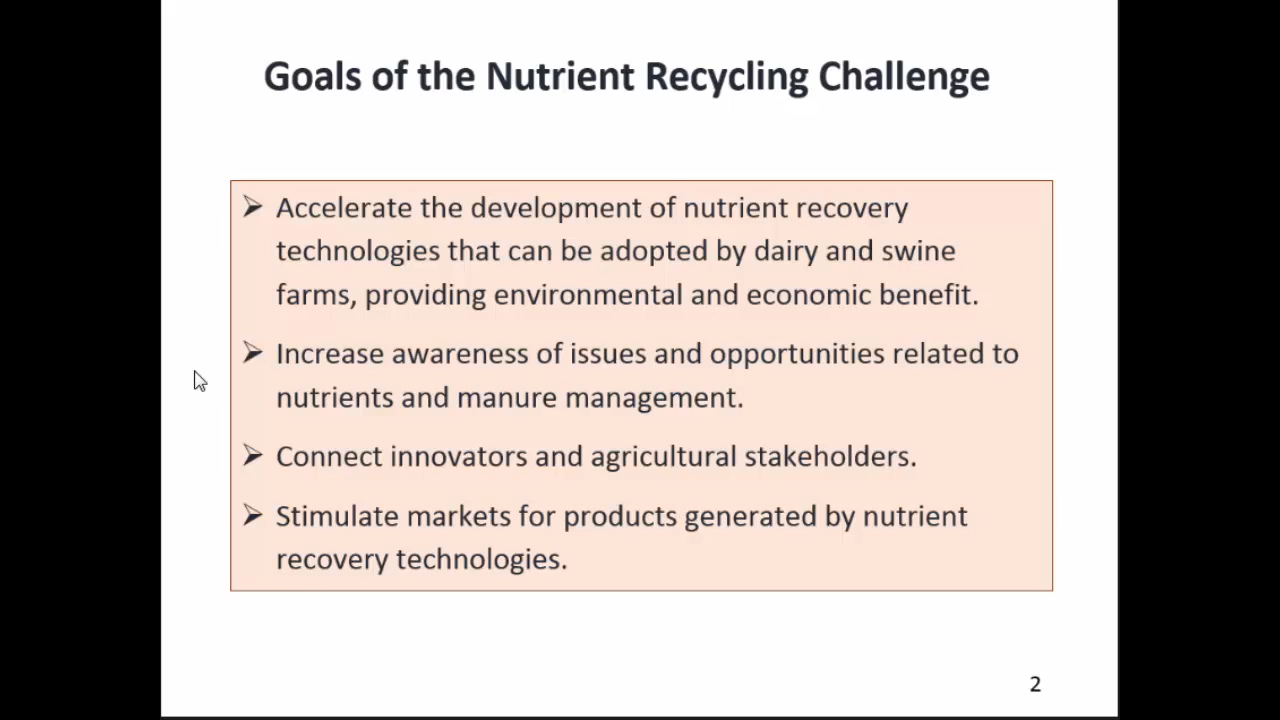 Goals of the Nutrient Recycling Challenge
➢ Accelerate the development of nutrient recovery
technologies that can be adopted by dairy and swine
farms, providing environmental and economic benefit.
➢ Increase awareness of issues and opportunities related to
nutrients and manure management.
➢ Connect innovators and agricultural stakeholders.
➢ Stimulate markets for products generated by nutrient
recovery technologies.
2